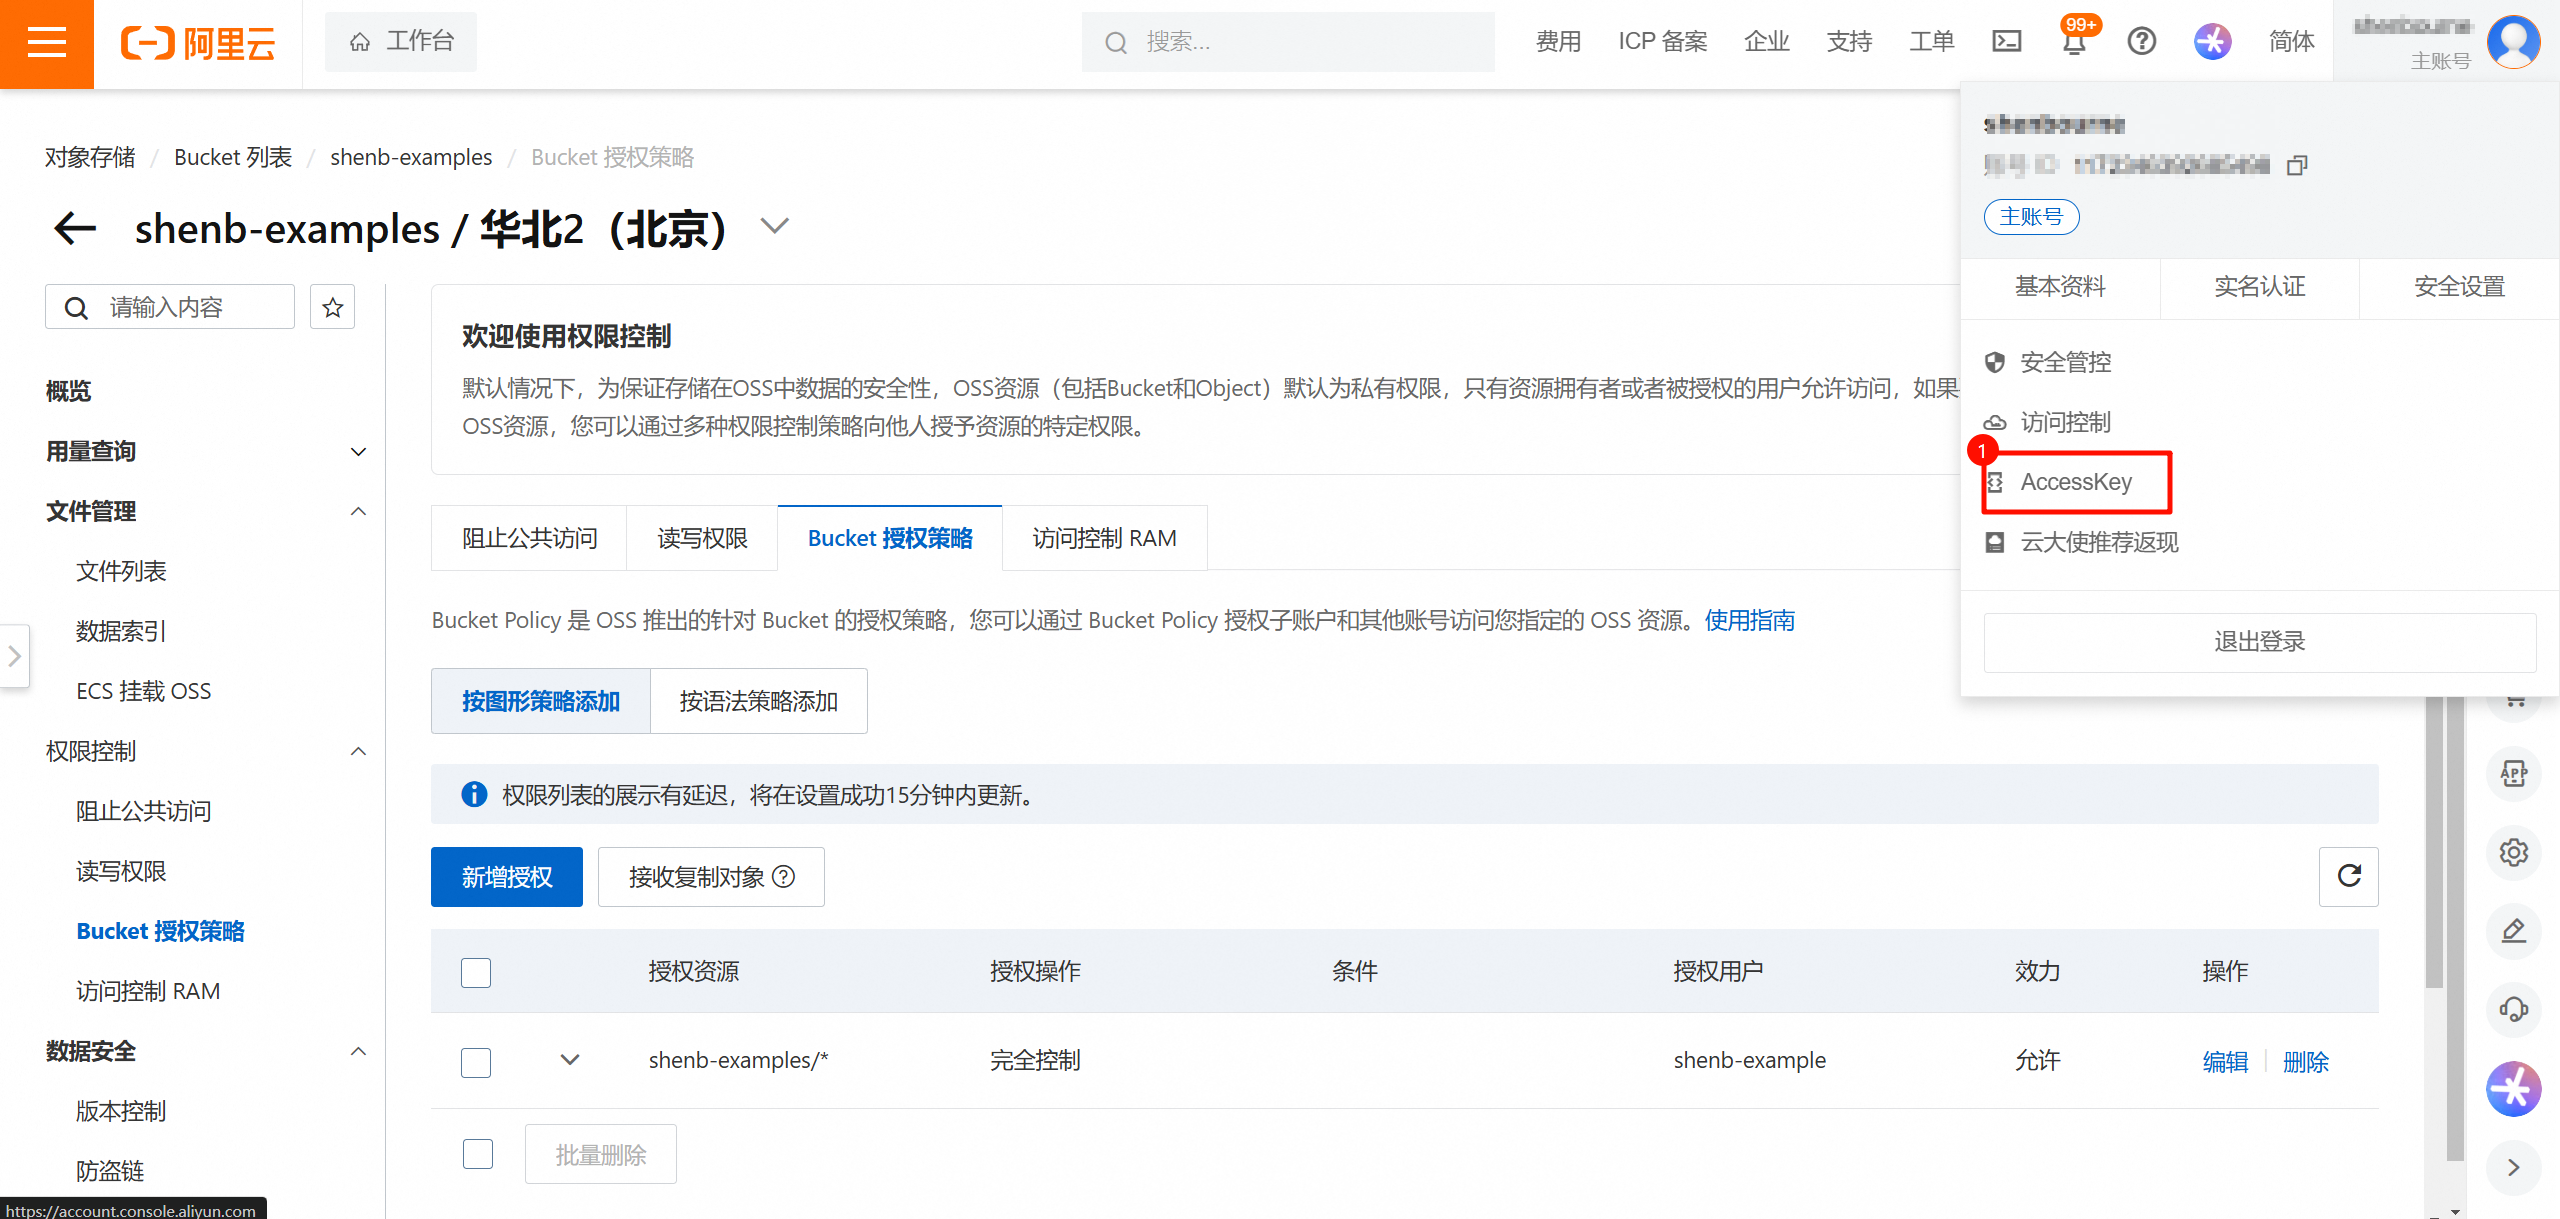 阿里云
工作台
搜索...
费用
ICP 备案
企业
支持
工单
99+
简体
主账号
对象存储 / Bucket 列表 / shenb-examples / Bucket 授权策略
shenb-examples / 华北2（北京）
请输入内容
概览
用量查询
文件管理
文件列表
数据索引
ECS 挂载 OSS
权限控制
阻止公共访问
读写权限
Bucket 授权策略
访问控制 RAM
数据安全
版本控制
防盗链
https://account.console.aliyun.com
欢迎使用权限控制
默认情况下，为保证存储在OSS中数据的安全性，OSS资源（包括Bucket和Object）默认为私有权限，只有资源拥有者或者被授权的用户允许访问，如果
OSS资源，您可以通过多种权限控制策略向他人授予资源的特定权限。
阻止公共访问
读写权限
Bucket 授权策略
访问控制 RAM
Bucket Policy 是 OSS 推出的针对 Bucket 的授权策略，您可以通过 Bucket Policy 授权子账户和其他账号访问您指定的 OSS 资源。使用指南
按图形策略添加
按语法策略添加
权限列表的展示有延迟，将在设置成功15分钟内更新。
新增授权
接收复制对象
授权资源 授权操作 条件 授权用户 效力 操作
shenb-examples/* 完全控制 shenb-example 允许 编辑 删除
批量删除
主账号
基本资料
实名认证
安全设置
安全管控
访问控制
1
AccessKey
云大使推荐返现
退出登录
APP